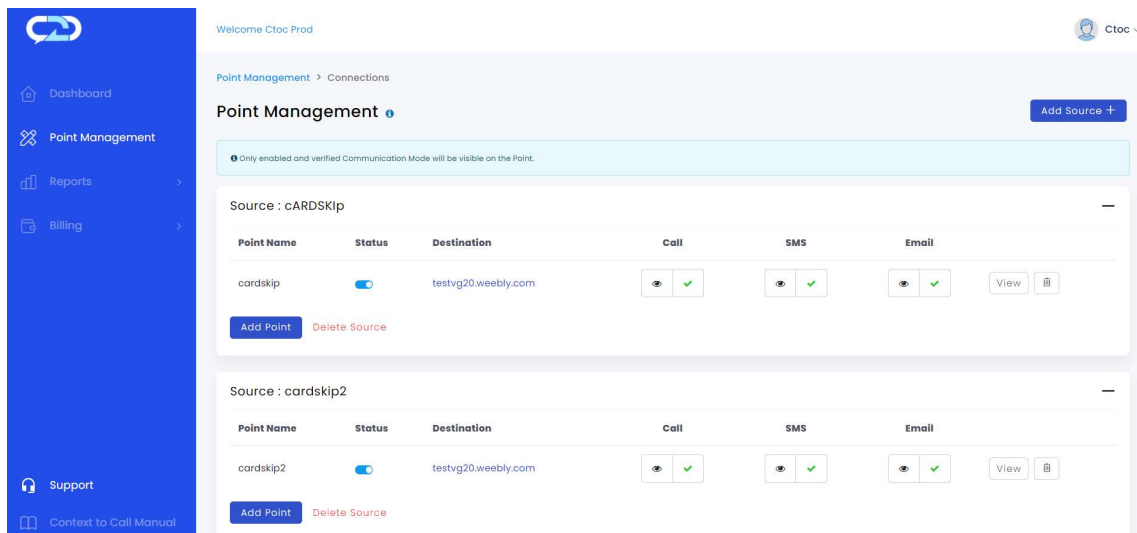 Welcome Ctoc Prod
Ctoc
Dashboard
Point Management
Reports
Billing
Support
Context to Call Manual
Point Management > Connections
Point Management
Add Source +
Only enabled and verified Communication Mode will be visible on the Point.
Source : cARDSKIp
Point Name Status Destination Call SMS Email
cardskip testvg20.weebly.com View
Add Point Delete Source
Source : cardskip2
Point Name Status Destination Call SMS Email
cardskip2 testvg20.weebly.com View
Add Point Delete Source